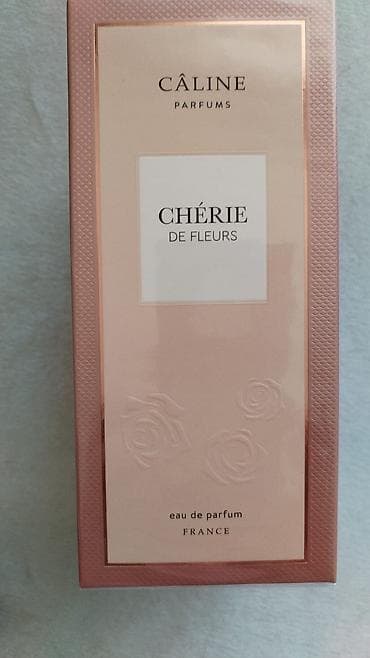 CÂLINE
PARFUMS
CHÉRIE
DE FLEURS
eau de parfum
FRANCE